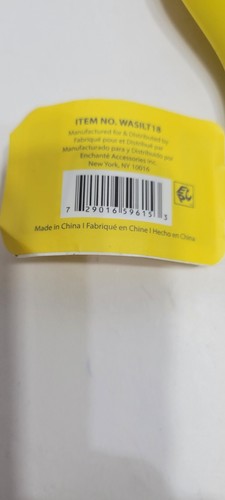 ITEM NO. WASILT18
Manufactured for & Distributed by
Fabriqué pour et Distribué par
Manufacturado para y Distribuido por
Enchanté Accessories Inc.
New York, NY 10016
7 29016 59615 3
Made in China I Fabriqué en Chine I Hecho en China